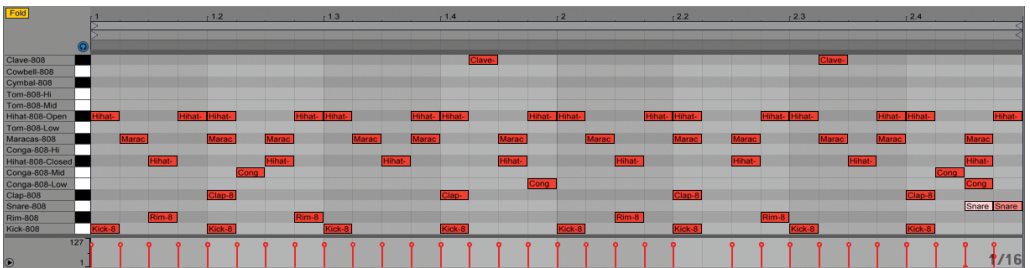 Fold
1 1.2 1.3 1.4 2 2.2 2.3 2.4
Clave-808 Clave- Clave-
Cowbell-808
Cymbal-808
Tom-808-Hi
Tom-808-Mid
Hihat-808-Open Hihat- Hihat- Hihat- Hihat- Hihat- Hihat- Hihat- Hihat- Hihat- Hihat- Hihat- Hihat- Hihat- Hihat- Hihat- Hihat-
Tom-808-Low
Maracas-808 Marac Marac Marac Marac Marac Marac Marac Marac Marac Marac Marac Marac
Conga-808-Hi
Hihat-808-Closed Hihat- Hihat- Hihat- Hihat- Hihat- Hihat- Hihat- Hihat-
Conga-808-Mid Cong Cong
Conga-808-Low Cong Cong
Clap-808 Clap-8 Clap- Clap-8 Clap-8
Snare-808 Snare Snare
Rim-808 Rim-8 Rim-8 Rim-8 Rim-8
Kick-808 Kick-8 Kick-8 Kick-8 Kick-8 Kick-8 Kick-8 Kick-8 Kick-8
127
1 1/16